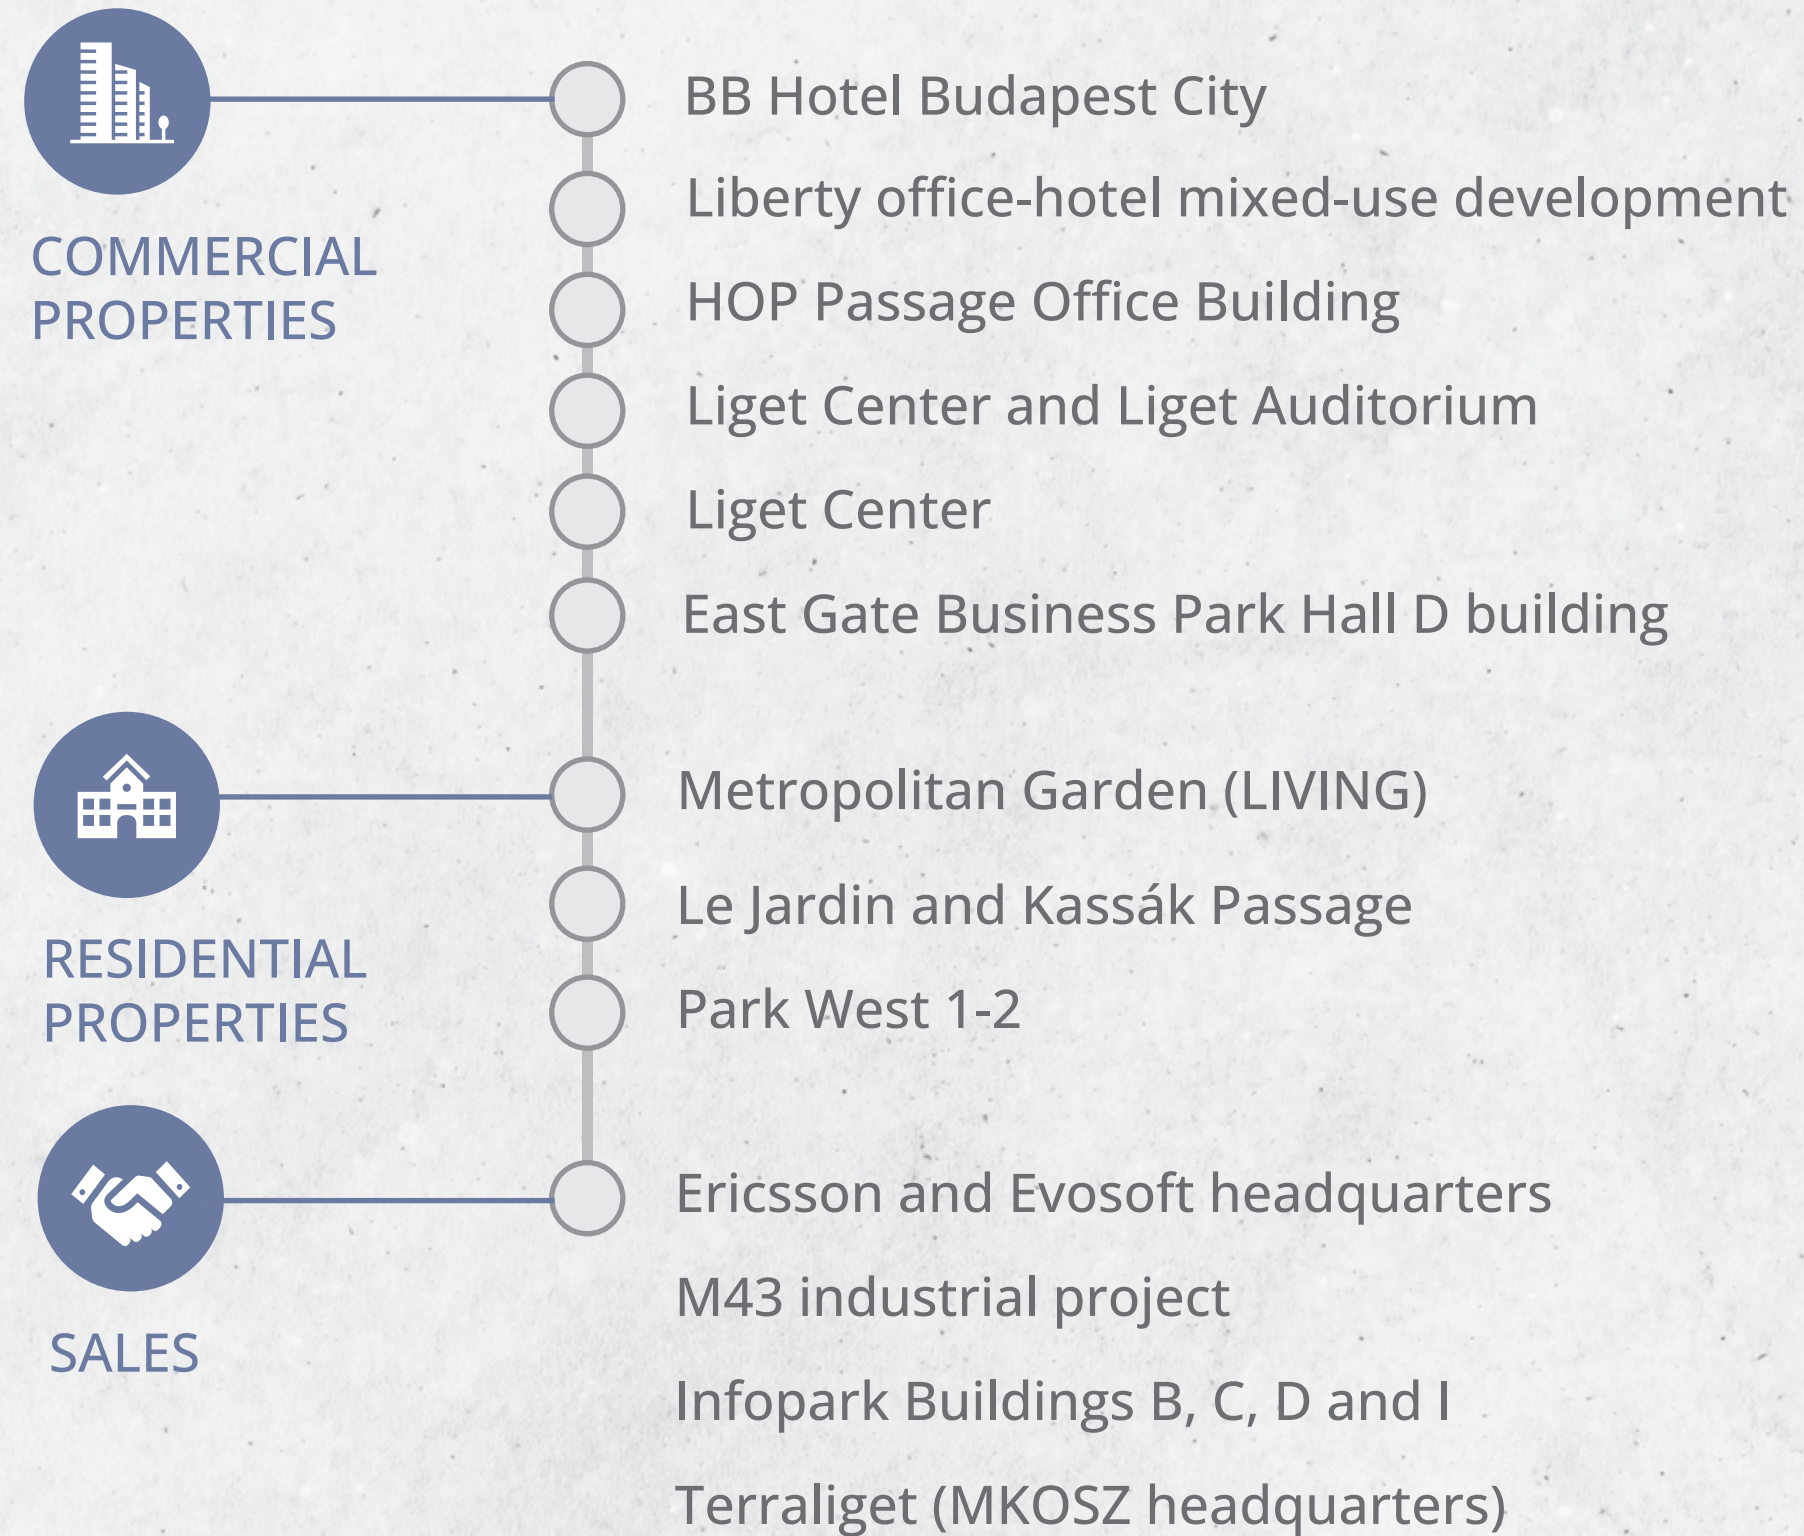 COMMERCIAL
PROPERTIES
BB Hotel Budapest City
Liberty office-hotel mixed-use development
HOP Passage Office Building
Liget Center and Liget Auditorium
Liget Center
East Gate Business Park Hall D building
RESIDENTIAL
PROPERTIES
Metropolitan Garden (LIVING)
Le Jardin and Kassák Passage
Park West 1-2
SALES
Ericsson and Evosoft headquarters
M43 industrial project
Infopark Buildings B, C, D and I
Terraliget (MKOSZ headquarters)